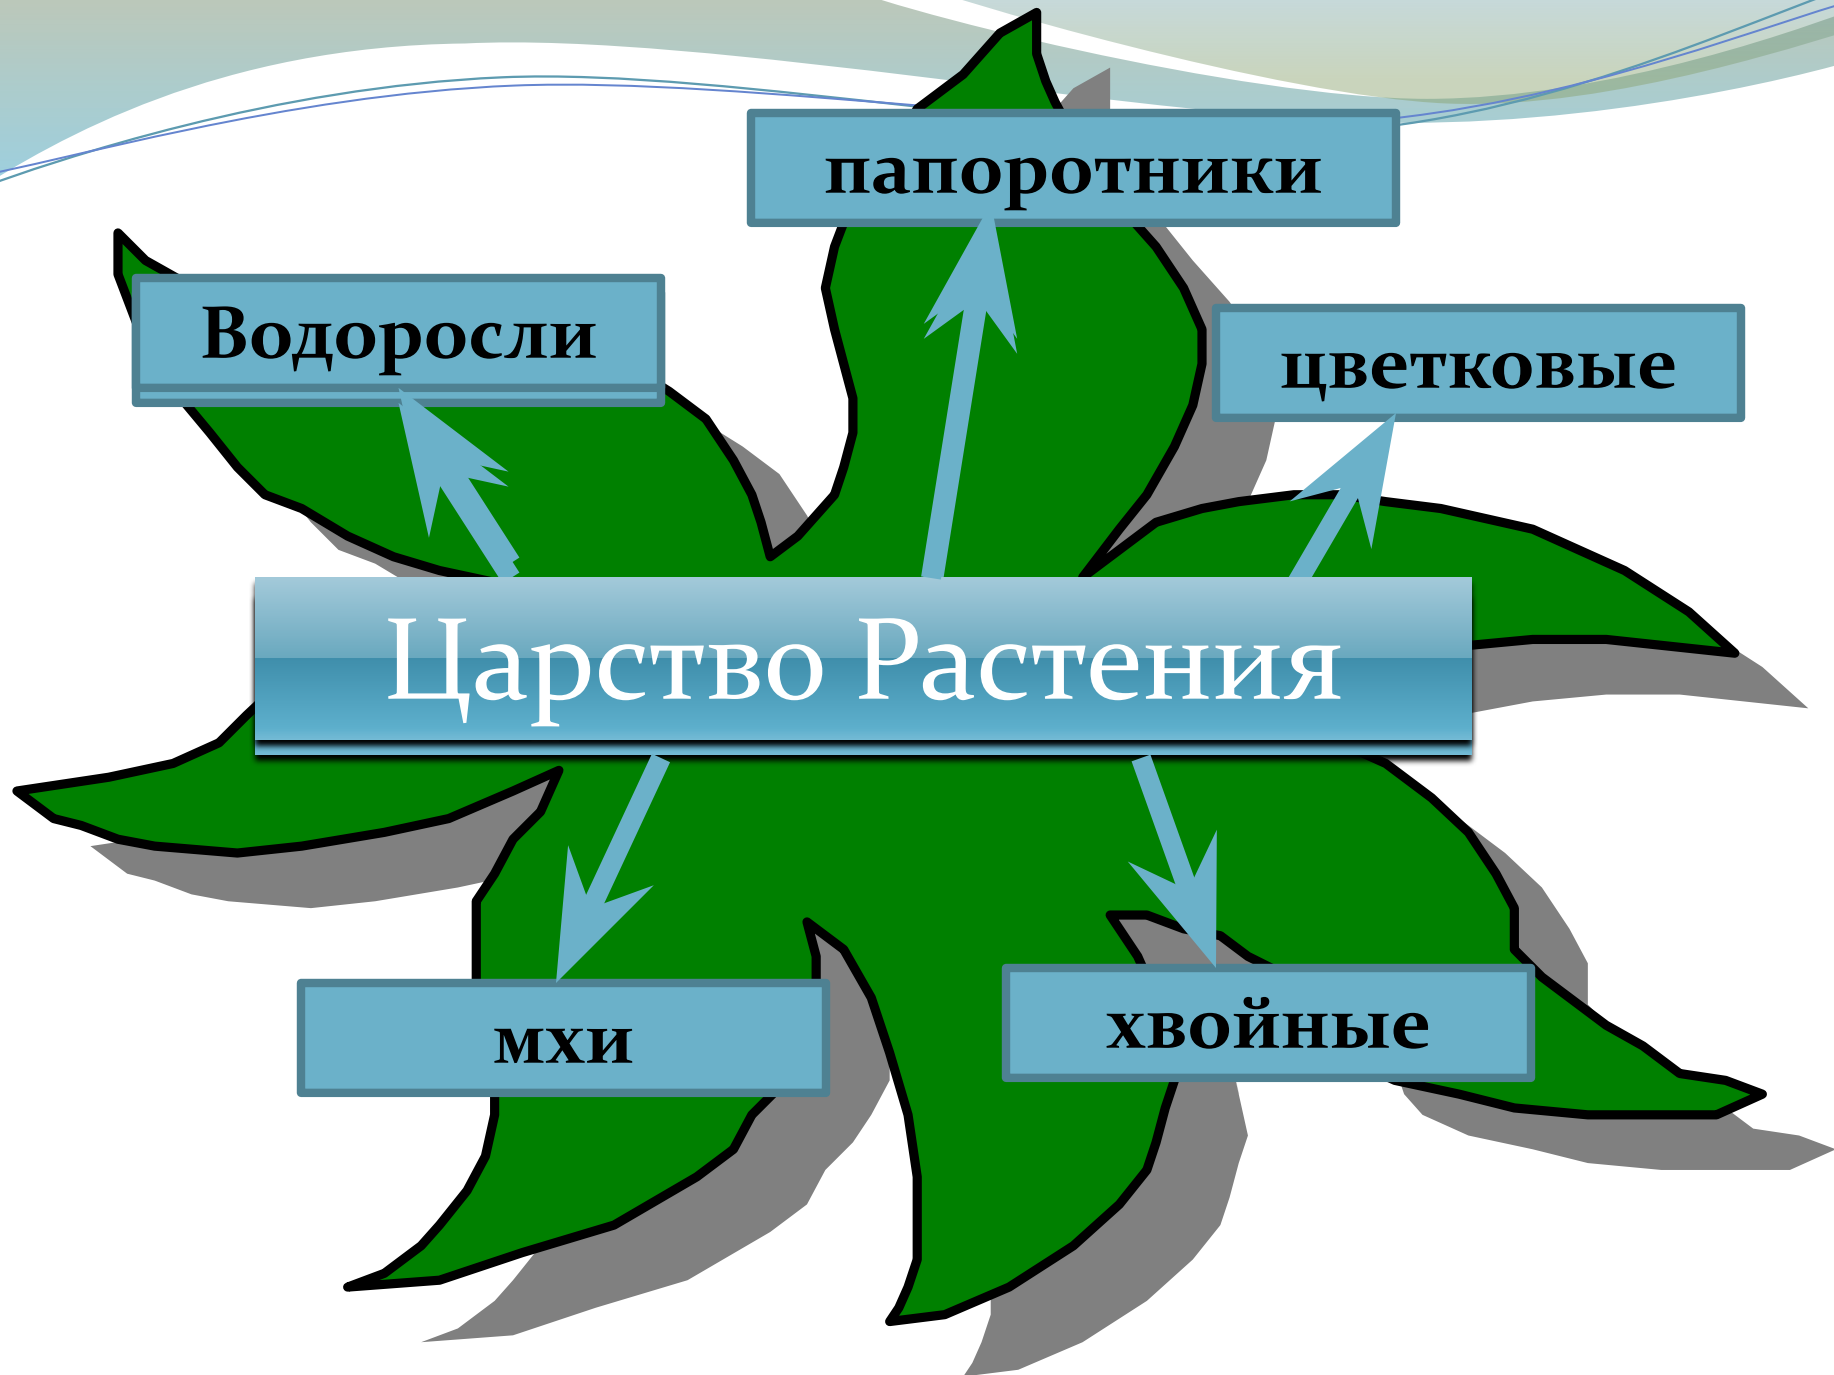 папоротники
Водоросли
цветковые
Царство Растения
мхи
хвойные